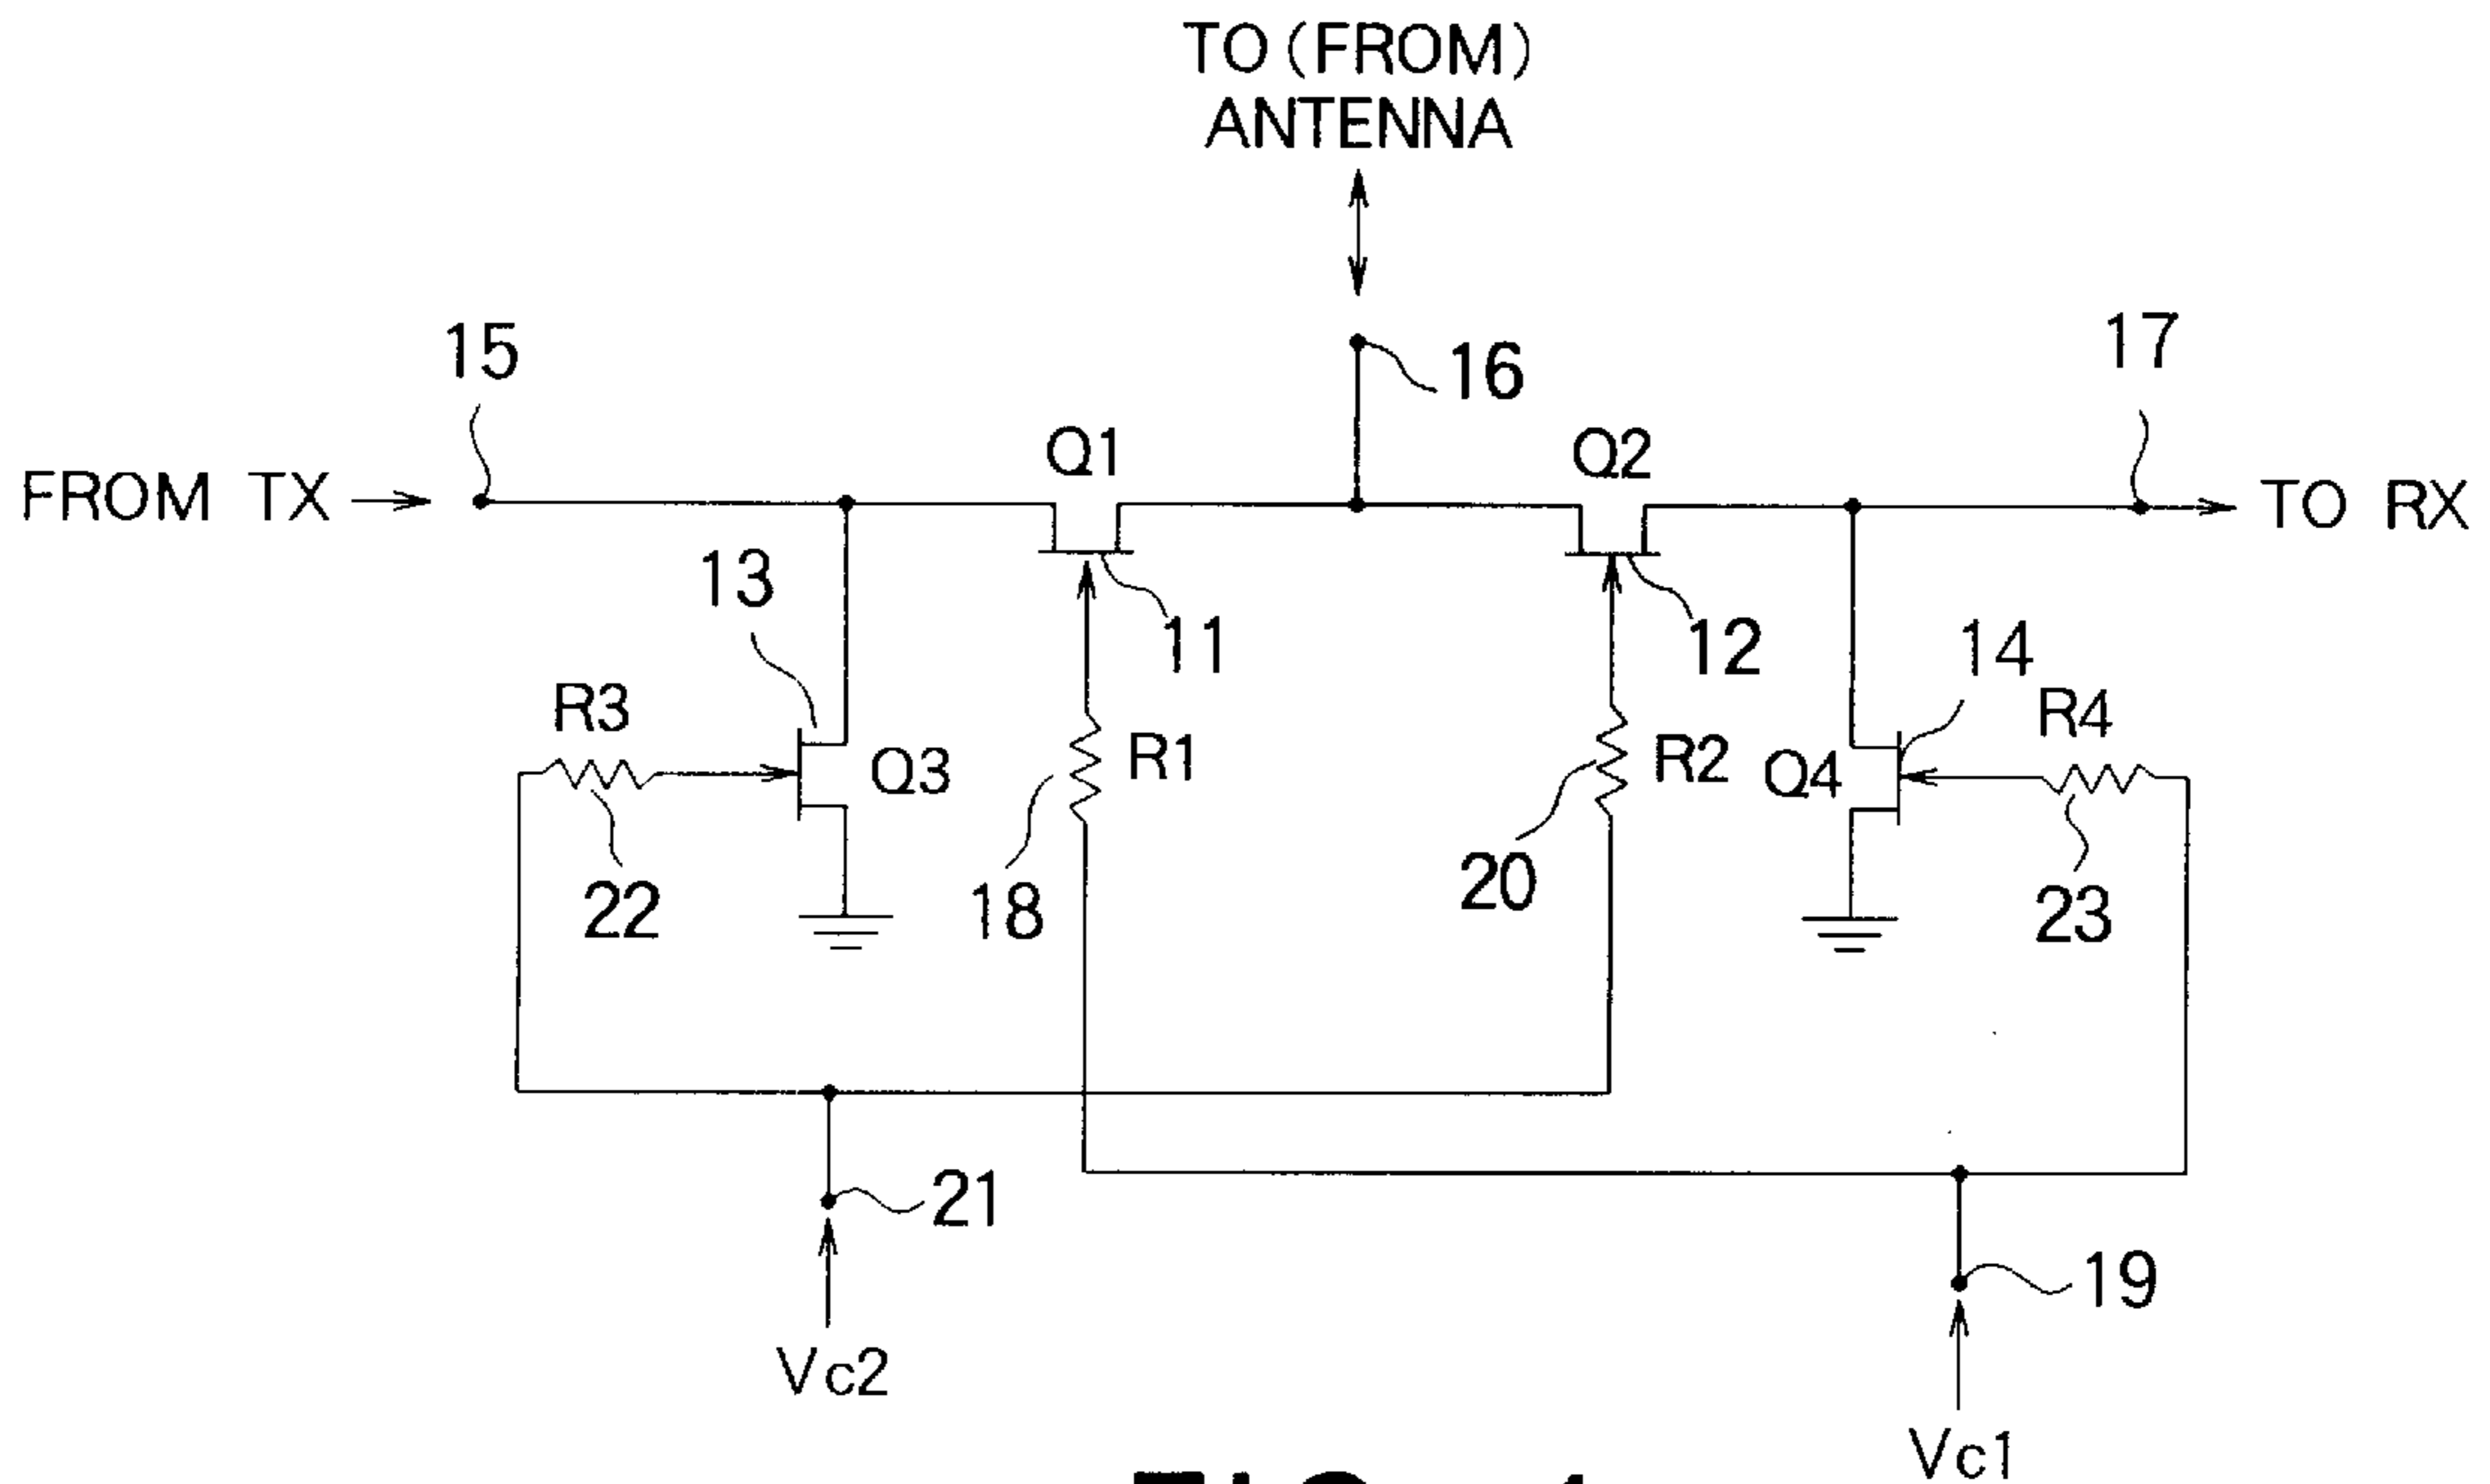 TO (FROM)
ANTENNA
15
16
17
Q1
Q2
FROM TX
TO RX
13
11
12
14
R3
R4
Q3
R1
R2
Q4
22
18
20
23
21
19
Vc2
Vc1